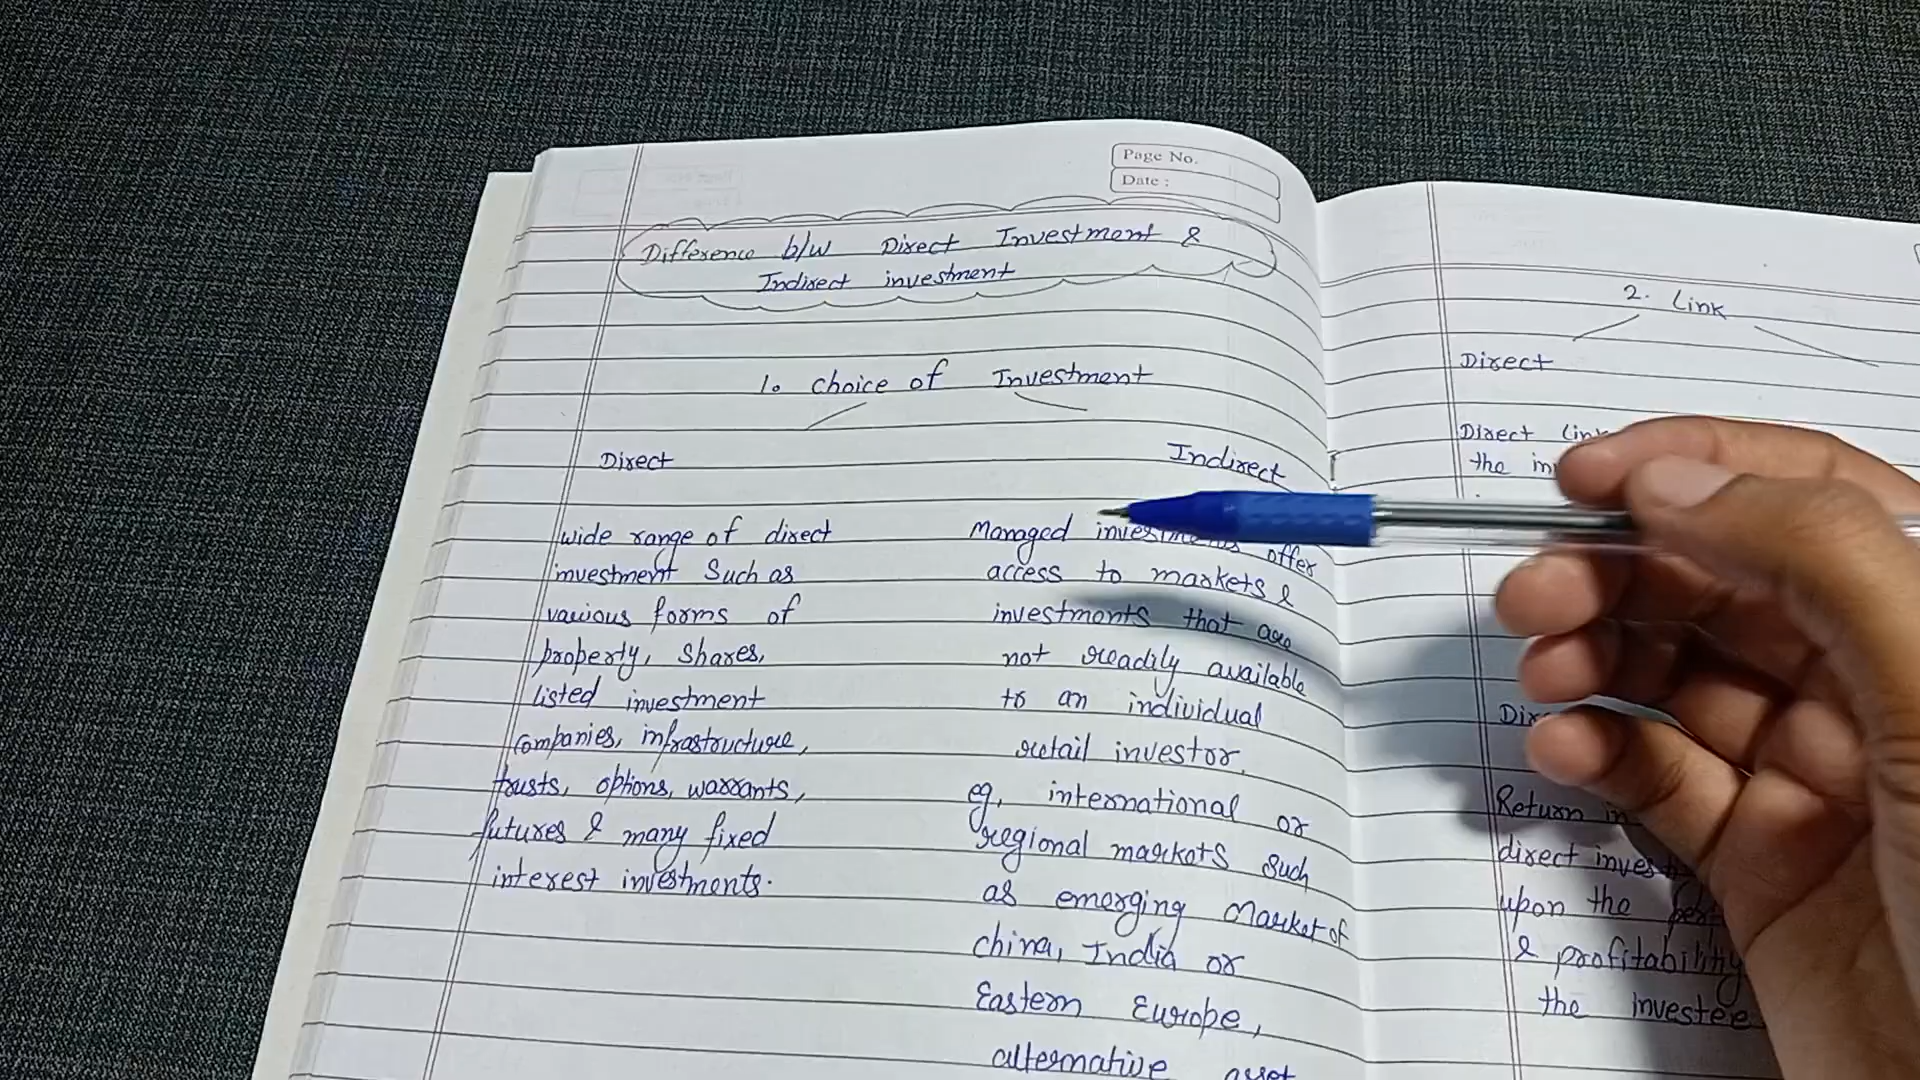 Page No.
Date :
Difference b/w Direct Investment &
Indirect investment
1. choice of Investment
Direct
Indirect
wide range of direct
investment such as
various forms of
property, shares,
listed investment
companies, infrastructure,
trusts, options, warrants,
futures & many fixed
interest investments.
Managed investments offer
access to markets &
investments that are
not readily available
to an individual
retail investor.
eg, international or
regional markets such
as emerging market of
china, India or
Eastern Europe,
alternative asset
2. Link
Direct
Direct Link
the
Return in
direct
upon the
& profitability
the investee